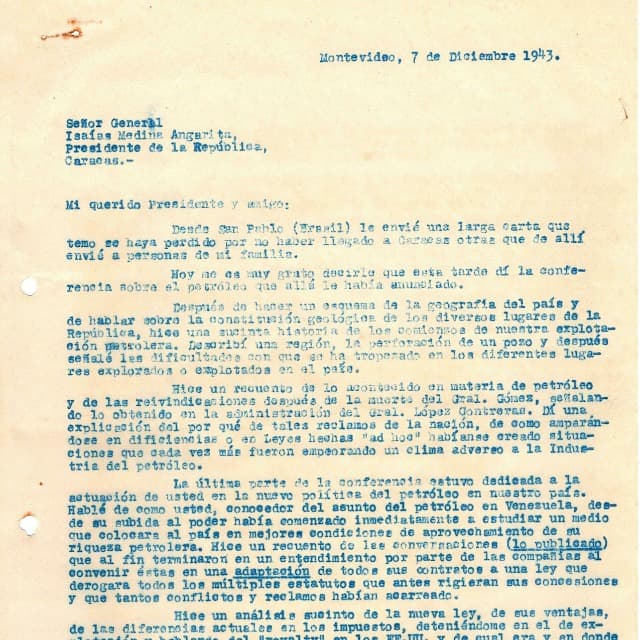 Montevideo, 7 de Diciembre 1943.
Señor General
Isaías Medina Angarita,
Presidente de la República,
Caracas.-
Mi querido Presidente y amigo:
Desde San Pablo (Brasil) le envié una larga carta que
temo se haya perdido por no haber llegado a Caracas otras que de allí
envié a personas de mi familia.
Hoy me es muy grato decirle que esta tarde dí la confe-
rencia sobre el petróleo que allá le había anunciado.
Después de hacer un esquema de la geografía del país y
de hablar sobre la constitución geológica de los diversos lugares de la
República, hice una sucinta historia de los comienzos de nuestra explota-
ción petrolera. Describí una región, la perforación de un pozo y después
señalé las dificultades con que se ha tropezado en los diferentes luga-
res explorados o explotados en el país.
Hice un recuento de lo acontecido en materia de petróleo
y de las reivindicaciones después de la muerte del Gral. Gómez, señalan-
do lo obtenido en la administración del Gral. López Contreras. Dí una
explicación del por qué de tales reclamos de la nación, de como amparán-
dose en dificiencias o en Leyes hechas "ad hoc" habíanse creado situa-
ciones que cada vez más fueron empeorando un clima adverso a la Indus-
tria del petróleo.
La última parte de la conferencia estuvo dedicada a la
actuación de usted en la nueva política del petróleo en nuestro país.
Hablé de como usted, conocedor del asunto del petróleo en Venezuela, des-
de su subida al poder había comenzado inmediatamente a estudiar un medio
que colocara al país en mejores condiciones de aprovechamiento de su
riqueza petrolera. Hice un recuento de las conversaciones (lo publicado)
que al fin terminaron en un entendimiento por parte de las compañías al
convenir éstas en una adaptación de todos sus contratos a una ley que
derogara todos los múltiples estatutos que antes rigieran sus concesiones
y que tantos conflictos y reclamos habían acarreado.
Hice un análisis sucinto de la nueva ley, de sus ventajas,
de las diferencias actuales en los impuestos, deteniéndome en el de ex-
plotación y hablando del "royalty" en los EE-UU. y de cual era en donde